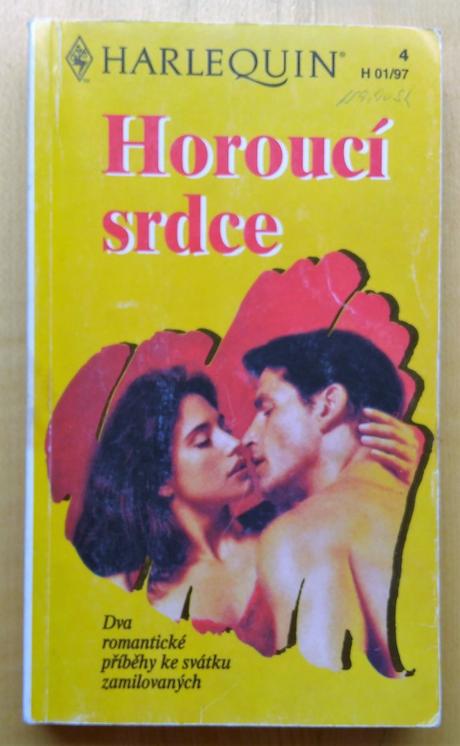 HARLEQUIN®
4
H 01/97
Horoucí
srdce
Dva
romantické
příběhy ke svátku
zamilovaných